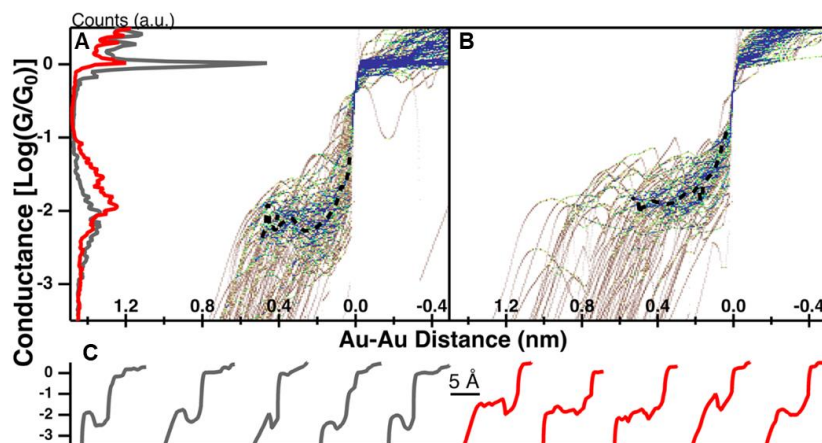 Counts (a.u.)
A
B
Conductance [Log(G/G₀)]
0
-1
-2
-3
1.2
0.8
0.4
0.0
-0.4
1.2
0.8
0.4
0.0
-0.4
Au-Au Distance (nm)
C
0
-1
-2
-3
5 Å